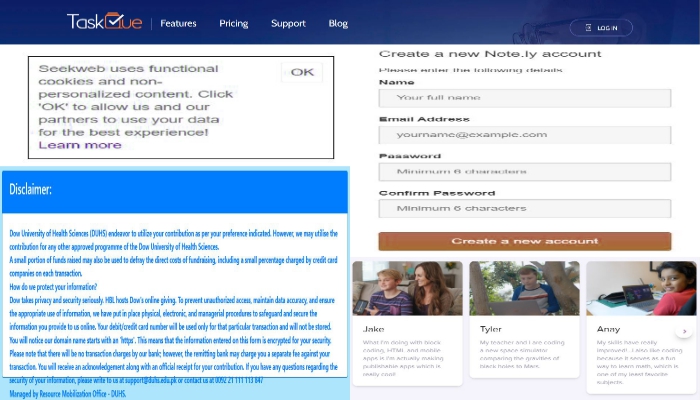 TaskQue
Features
Pricing
Support
Blog
LOG IN
Seekweb uses functional
cookies and non-
personalized content. Click
'OK' to allow us and our
partners to use your data
for the best experience!
Learn more
OK
Create a new Note.ly account
Please enter the following details
Name
Your full name
Email Address
yourname@example.com
Password
Minimum 6 characters
Confirm Password
Minimum 6 characters
Create a new account
Disclaimer:
Dow University of Health Sciences (DUHS) endeavor to utilize your contribution as per your preference indicated. However, we may utilise the
contribution for any other approved programme of the Dow University of Health Sciences.
A small portion of funds raised may also be used to defray the direct costs of fundraising, including a small percentage charged by credit card
companies on each transaction.
How do we protect your information?
Dow takes privacy and security seriously. HBL hosts Dow's online giving. To prevent unauthorized access, maintain data accuracy, and ensure
the appropriate use of information, we have put in place physical, electronic, and managerial procedures to safeguard and secure the
information you provide to us online. Your debit/credit card number will be used only for that particular transaction and will not be stored.
You will notice our domain name starts with an 'https'. This means that the information entered on this form is encrypted for your security.
Please note that there will be no transaction charges by our bank; however, the remitting bank may charge you a separate fee against your
transaction. You will receive an acknowledgement along with an official receipt for your contribution. If you have any questions regarding the
security of your information, please write to us at support@duhs.edu.pk or contact us at 0092 21 111 113 847
Managed by Resource Mobilization Office - DUHS.
Jake
What I'm doing with block
coding, HTML and mobile
apps is I'm actually making
publishable apps which is
really cool!
Tyler
My teacher and I are coding
a new space simulator
comparing the gravities of
black holes to Mars.
Anny
My skills have really
improved!.. I also like coding
because it serves as a fun
way to learn more and is one
of my most favorite
subjects.